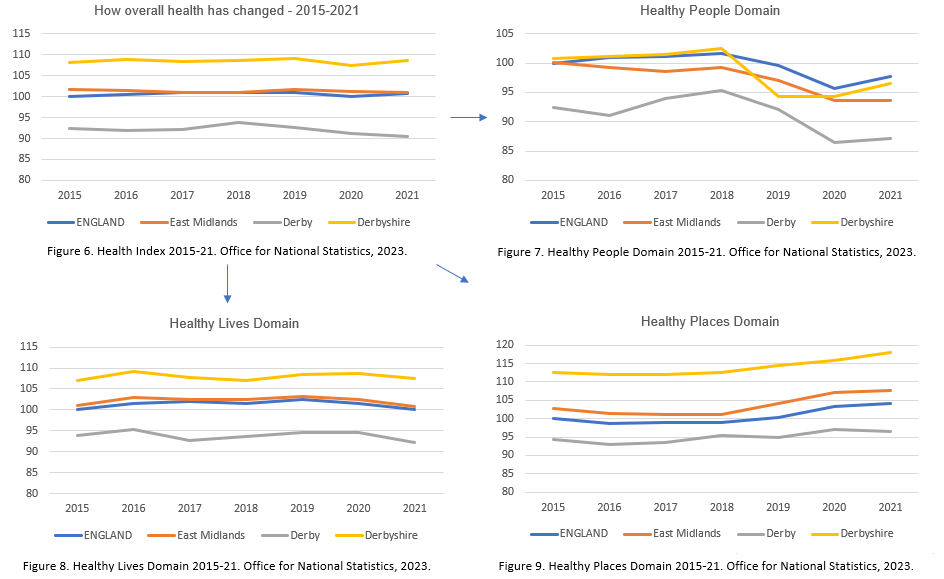 How overall health has changed - 2015-2021
115
110
105
100
95
90
85
80
2015 2016 2017 2018 2019 2020 2021
ENGLAND East Midlands Derby Derbyshire
Figure 6. Health Index 2015-21. Office for National Statistics, 2023.
Healthy People Domain
105
100
95
90
85
80
2015 2016 2017 2018 2019 2020 2021
ENGLAND East Midlands Derby Derbyshire
Figure 7. Healthy People Domain 2015-21. Office for National Statistics, 2023.
Healthy Lives Domain
115
110
105
100
95
90
85
80
2015 2016 2017 2018 2019 2020 2021
ENGLAND East Midlands Derby Derbyshire
Figure 8. Healthy Lives Domain 2015-21. Office for National Statistics, 2023.
Healthy Places Domain
120
115
110
105
100
95
90
85
80
2015 2016 2017 2018 2019 2020 2021
ENGLAND East Midlands Derby Derbyshire
Figure 9. Healthy Places Domain 2015-21. Office for National Statistics, 2023.